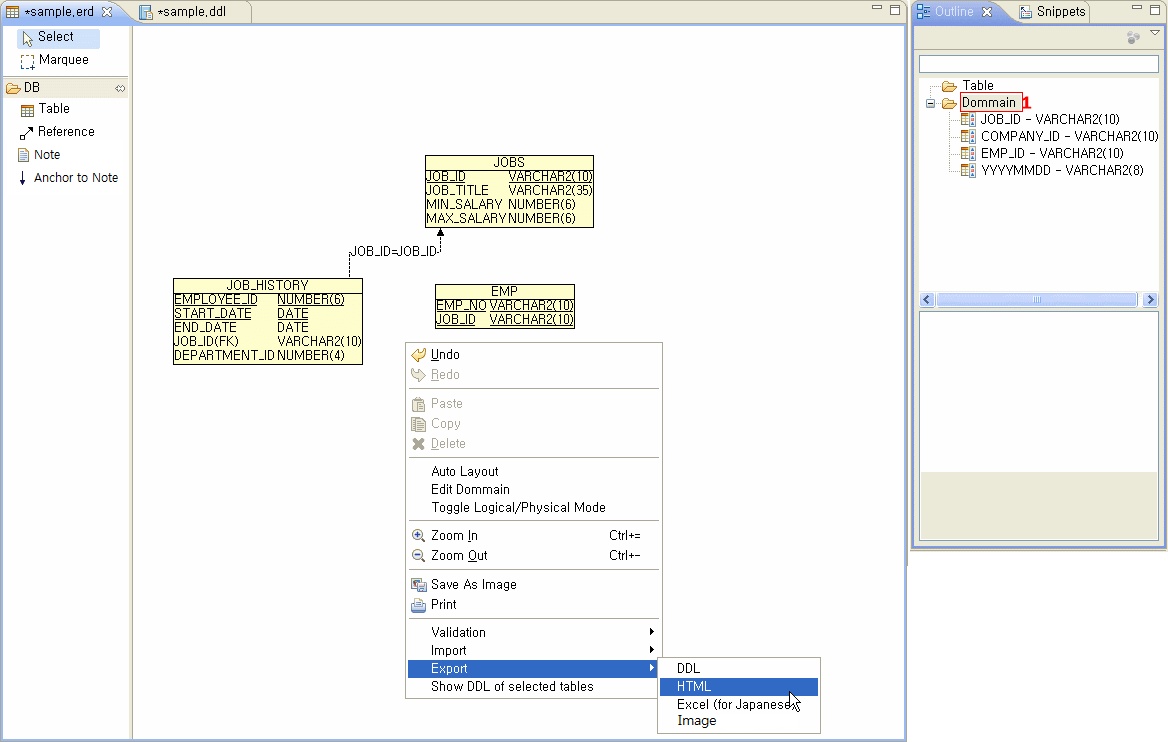 *sample.erd
*sample.ddl
Select
Marquee
DB
Table
Reference
Note
Anchor to Note
JOBS
JOB_ID VARCHAR2(10)
JOB_TITLE VARCHAR2(35)
MIN_SALARY NUMBER(6)
MAX_SALARY NUMBER(6)
JOB_ID=JOB_ID
JOB_HISTORY
EMPLOYEE_ID NUMBER(6)
START_DATE DATE
END_DATE DATE
JOB_ID(FK) VARCHAR2(10)
DEPARTMENT_ID NUMBER(4)
EMP
EMP_NO VARCHAR2(10)
JOB_ID VARCHAR2(10)
Undo
Redo
Paste
Copy
Delete
Auto Layout
Edit Dommain
Toggle Logical/Physical Mode
Zoom In Ctrl+=
Zoom Out Ctrl+-
Save As Image
Print
Validation
Import
Export
Show DDL of selected tables
DDL
HTML
Excel (for Japanese
Image
Outline
Snippets
Table
Dommain 1
JOB_ID - VARCHAR2(10)
COMPANY_ID - VARCHAR2(10)
EMP_ID - VARCHAR2(10)
YYYYMMDD - VARCHAR2(8)